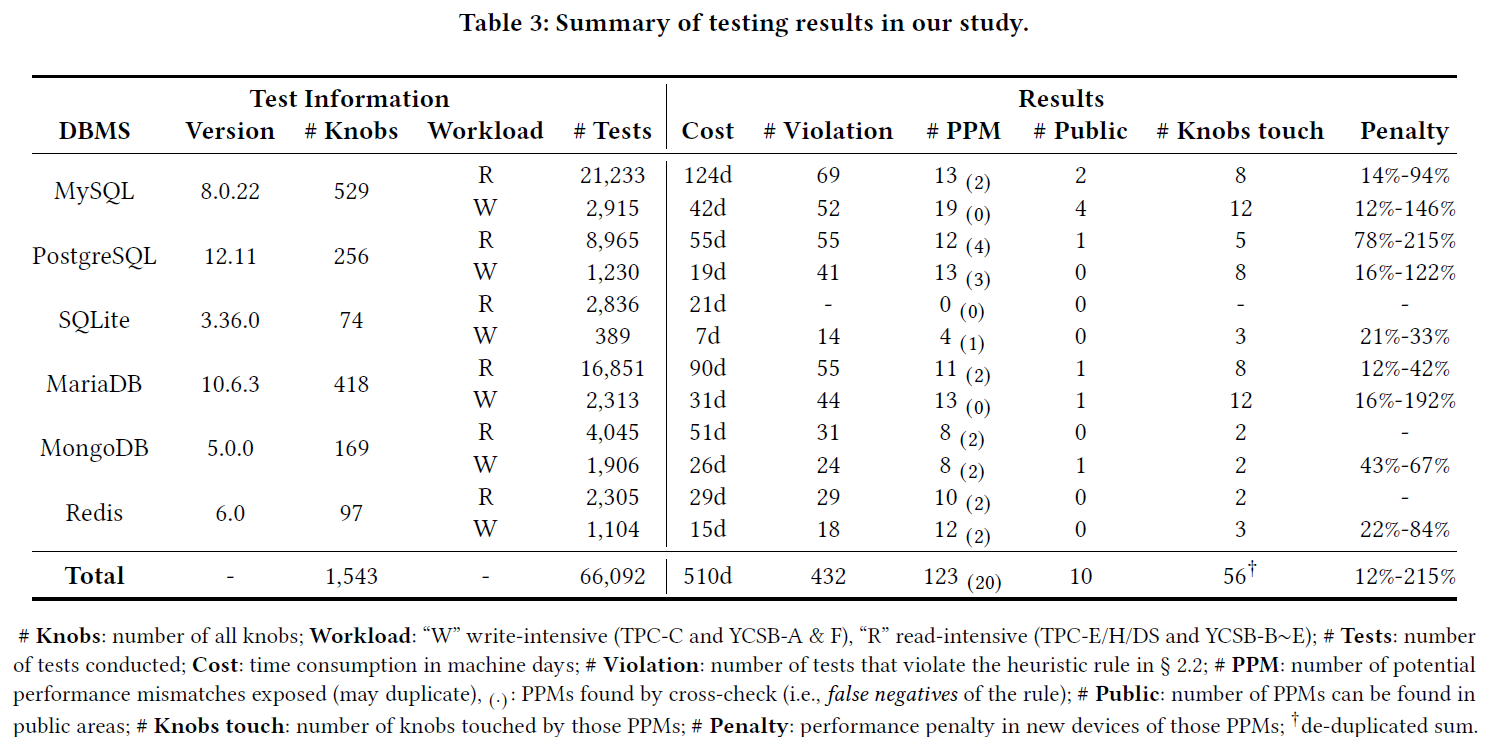 Table 3: Summary of testing results in our study.
Test Information Results
DBMS Version # Knobs Workload # Tests Cost # Violation # PPM # Public # Knobs touch Penalty
MySQL 8.0.22 529 R 21,233 124d 69 13 (2) 2 8 14%-94%
W 2,915 42d 52 19 (0) 4 12 12%-146%
PostgreSQL 12.11 256 R 8,965 55d 55 12 (4) 1 5 78%-215%
W 1,230 19d 41 13 (3) 0 8 16%-122%
SQLite 3.36.0 74 R 2,836 21d - 0 (0) 0 - -
W 389 7d 14 4 (1) 0 3 21%-33%
MariaDB 10.6.3 418 R 16,851 90d 55 11 (2) 1 8 12%-42%
W 2,313 31d 44 13 (0) 1 12 16%-192%
MongoDB 5.0.0 169 R 4,045 51d 31 8 (2) 0 2 -
W 1,906 26d 24 8 (2) 1 2 43%-67%
Redis 6.0 97 R 2,305 29d 29 10 (2) 0 2 -
W 1,104 15d 18 12 (2) 0 3 22%-84%
Total - 1,543 - 66,092 510d 432 123 (20) 10 56† 12%-215%
# Knobs: number of all knobs; Workload: “W” write-intensive (TPC-C and YCSB-A & F), “R” read-intensive (TPC-E/H/DS and YCSB-B~E); # Tests: number
of tests conducted; Cost: time consumption in machine days; # Violation: number of tests that violate the heuristic rule in § 2.2; # PPM: number of potential
performance mismatches exposed (may duplicate), (·): PPMs found by cross-check (i.e., false negatives of the rule); # Public: number of PPMs can be found in
public areas; # Knobs touch: number of knobs touched by those PPMs; # Penalty: performance penalty in new devices of those PPMs; †de-duplicated sum.